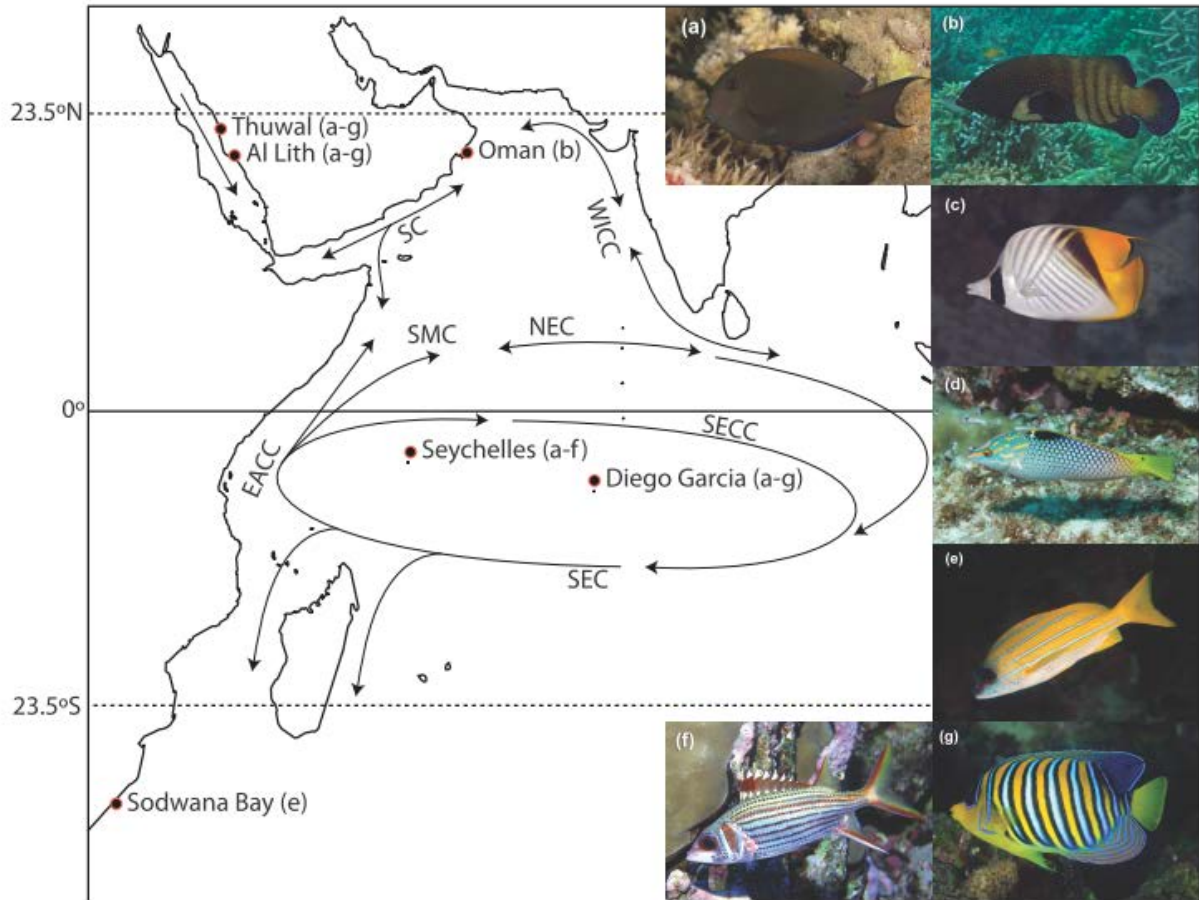 (a)
(b)
23.5ºN
Thuwal (a-g)
Al Lith (a-g)
Oman (b)
(c)
SC
WICC
SMC
NEC
(d)
0º
SECC
Seychelles (a-f)
EACC
Diego Garcia (a-g)
(e)
SEC
23.5ºS
(f)
(g)
Sodwana Bay (e)